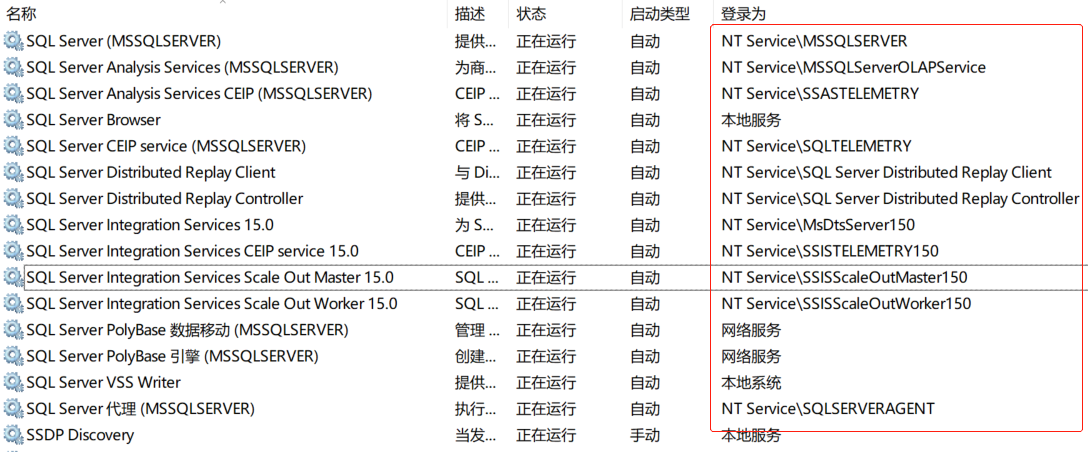 名称 描述 状态 启动类型 登录为
SQL Server (MSSQLSERVER) 提供... 正在运行 自动 NT Service\MSSQLSERVER
SQL Server Analysis Services (MSSQLSERVER) 为商... 正在运行 自动 NT Service\MSSQLServerOLAPService
SQL Server Analysis Services CEIP (MSSQLSERVER) CEIP ... 正在运行 自动 NT Service\SSASTELEMETRY
SQL Server Browser 将 S... 正在运行 自动 本地服务
SQL Server CEIP service (MSSQLSERVER) CEIP ... 正在运行 自动 NT Service\SQLTELEMETRY
SQL Server Distributed Replay Client 与 Di... 正在运行 自动 NT Service\SQL Server Distributed Replay Client
SQL Server Distributed Replay Controller 提供... 正在运行 自动 NT Service\SQL Server Distributed Replay Controller
SQL Server Integration Services 15.0 为 S... 正在运行 自动 NT Service\MsDtsServer150
SQL Server Integration Services CEIP service 15.0 CEIP ... 正在运行 自动 NT Service\SSISTELEMETRY150
SQL Server Integration Services Scale Out Master 15.0 SQL ... 正在运行 自动 NT Service\SSISScaleOutMaster150
SQL Server Integration Services Scale Out Worker 15.0 SQL ... 正在运行 自动 NT Service\SSISScaleOutWorker150
SQL Server PolyBase 数据移动 (MSSQLSERVER) 管理 ... 正在运行 自动 网络服务
SQL Server PolyBase 引擎 (MSSQLSERVER) 创建... 正在运行 自动 网络服务
SQL Server VSS Writer 提供... 正在运行 自动 本地系统
SQL Server 代理 (MSSQLSERVER) 执行... 正在运行 自动 NT Service\SQLSERVERAGENT
SSDP Discovery 当发... 正在运行 手动 本地服务